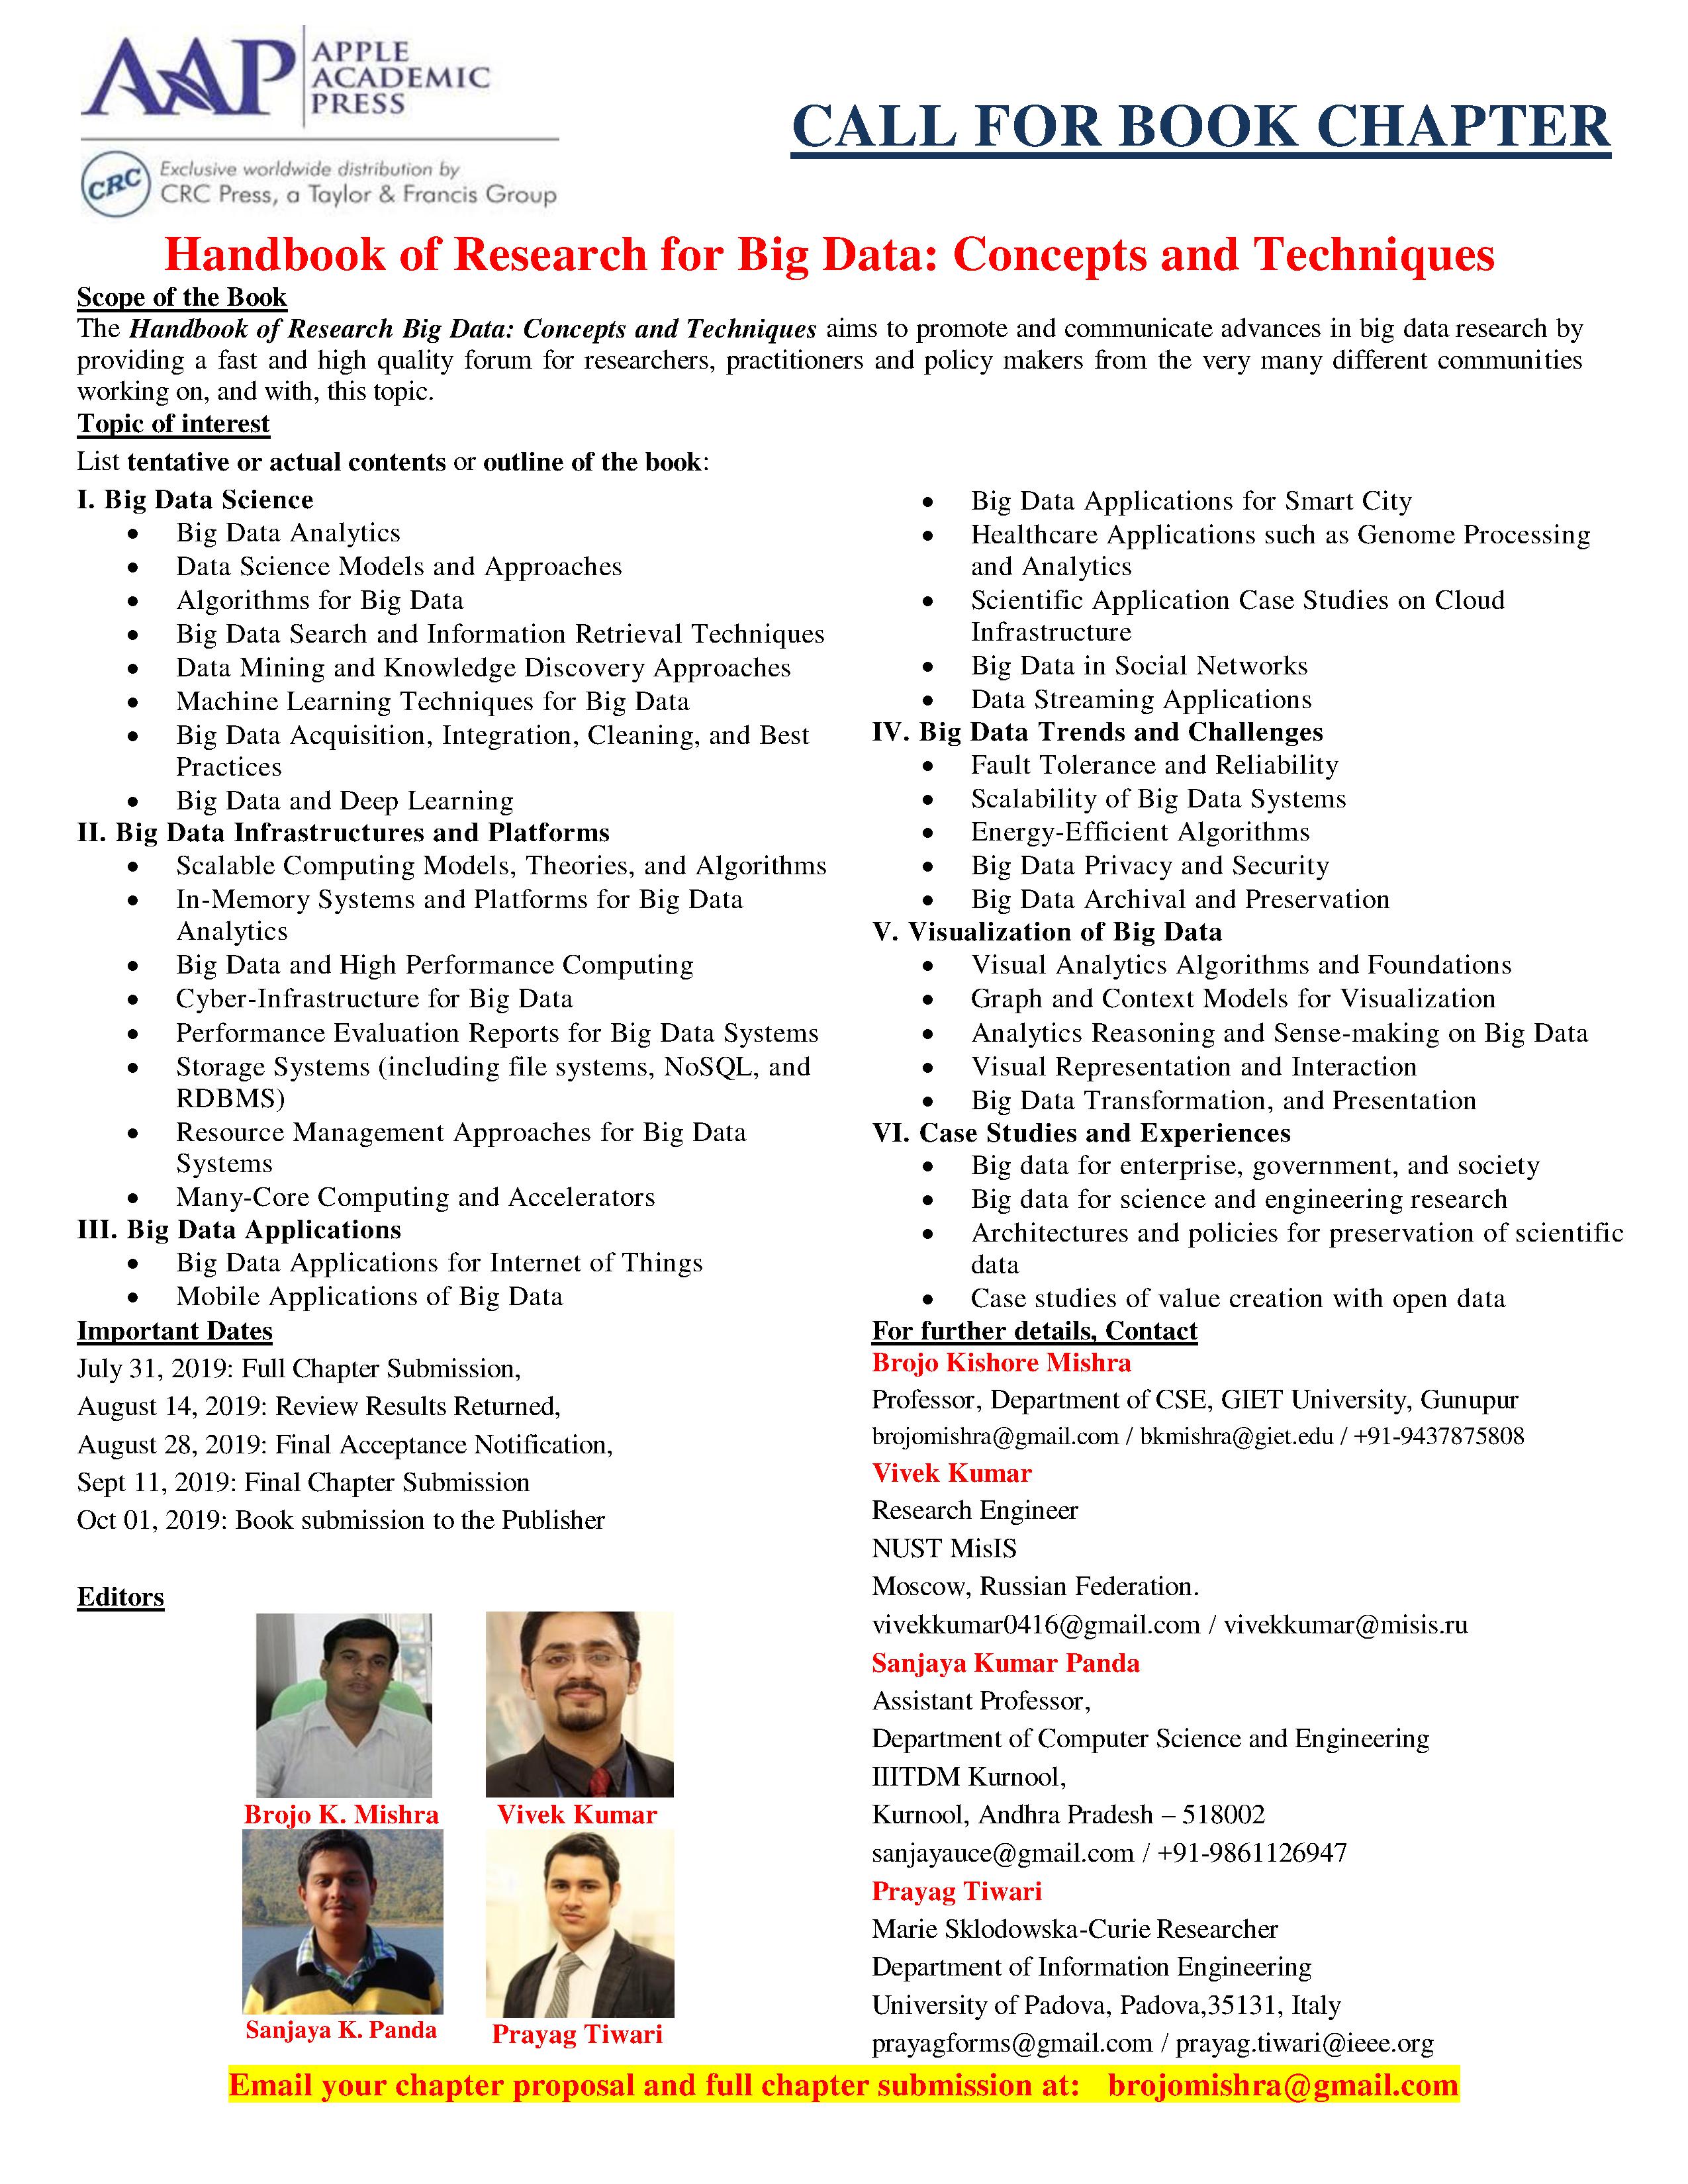 AAP
APPLE
ACADEMIC
PRESS
CRC
Exclusive worldwide distribution by
CRC Press, a Taylor & Francis Group
CALL FOR BOOK CHAPTER
Handbook of Research for Big Data: Concepts and Techniques
Scope of the Book
The Handbook of Research Big Data: Concepts and Techniques aims to promote and communicate advances in big data research by
providing a fast and high quality forum for researchers, practitioners and policy makers from the very many different communities
working on, and with, this topic.
Topic of interest
List tentative or actual contents or outline of the book:
I. Big Data Science
• Big Data Analytics
• Data Science Models and Approaches
• Algorithms for Big Data
• Big Data Search and Information Retrieval Techniques
• Data Mining and Knowledge Discovery Approaches
• Machine Learning Techniques for Big Data
• Big Data Acquisition, Integration, Cleaning, and Best
Practices
• Big Data and Deep Learning
II. Big Data Infrastructures and Platforms
• Scalable Computing Models, Theories, and Algorithms
• In-Memory Systems and Platforms for Big Data
Analytics
• Big Data and High Performance Computing
• Cyber-Infrastructure for Big Data
• Performance Evaluation Reports for Big Data Systems
• Storage Systems (including file systems, NoSQL, and
RDBMS)
• Resource Management Approaches for Big Data
Systems
• Many-Core Computing and Accelerators
III. Big Data Applications
• Big Data Applications for Internet of Things
• Mobile Applications of Big Data
• Big Data Applications for Smart City
• Healthcare Applications such as Genome Processing
and Analytics
• Scientific Application Case Studies on Cloud
Infrastructure
• Big Data in Social Networks
• Data Streaming Applications
IV. Big Data Trends and Challenges
• Fault Tolerance and Reliability
• Scalability of Big Data Systems
• Energy-Efficient Algorithms
• Big Data Privacy and Security
• Big Data Archival and Preservation
V. Visualization of Big Data
• Visual Analytics Algorithms and Foundations
• Graph and Context Models for Visualization
• Analytics Reasoning and Sense-making on Big Data
• Visual Representation and Interaction
• Big Data Transformation, and Presentation
VI. Case Studies and Experiences
• Big data for enterprise, government, and society
• Big data for science and engineering research
• Architectures and policies for preservation of scientific
data
• Case studies of value creation with open data
Important Dates
July 31, 2019: Full Chapter Submission,
August 14, 2019: Review Results Returned,
August 28, 2019: Final Acceptance Notification,
Sept 11, 2019: Final Chapter Submission
Oct 01, 2019: Book submission to the Publisher
Editors
Brojo K. Mishra
Vivek Kumar
Sanjaya K. Panda
Prayag Tiwari
For further details, Contact
Brojo Kishore Mishra
Professor, Department of CSE, GIET University, Gunupur
brojomishra@gmail.com / bkmishra@giet.edu / +91-9437875808
Vivek Kumar
Research Engineer
NUST MisIS
Moscow, Russian Federation.
vivekkumar0416@gmail.com / vivekkumar@misis.ru
Sanjaya Kumar Panda
Assistant Professor,
Department of Computer Science and Engineering
IIITDM Kurnool,
Kurnool, Andhra Pradesh – 518002
sanjayauce@gmail.com / +91-9861126947
Prayag Tiwari
Marie Sklodowska-Curie Researcher
Department of Information Engineering
University of Padova, Padova,35131, Italy
prayagforms@gmail.com / prayag.tiwari@ieee.org
Email your chapter proposal and full chapter submission at: brojomishra@gmail.com